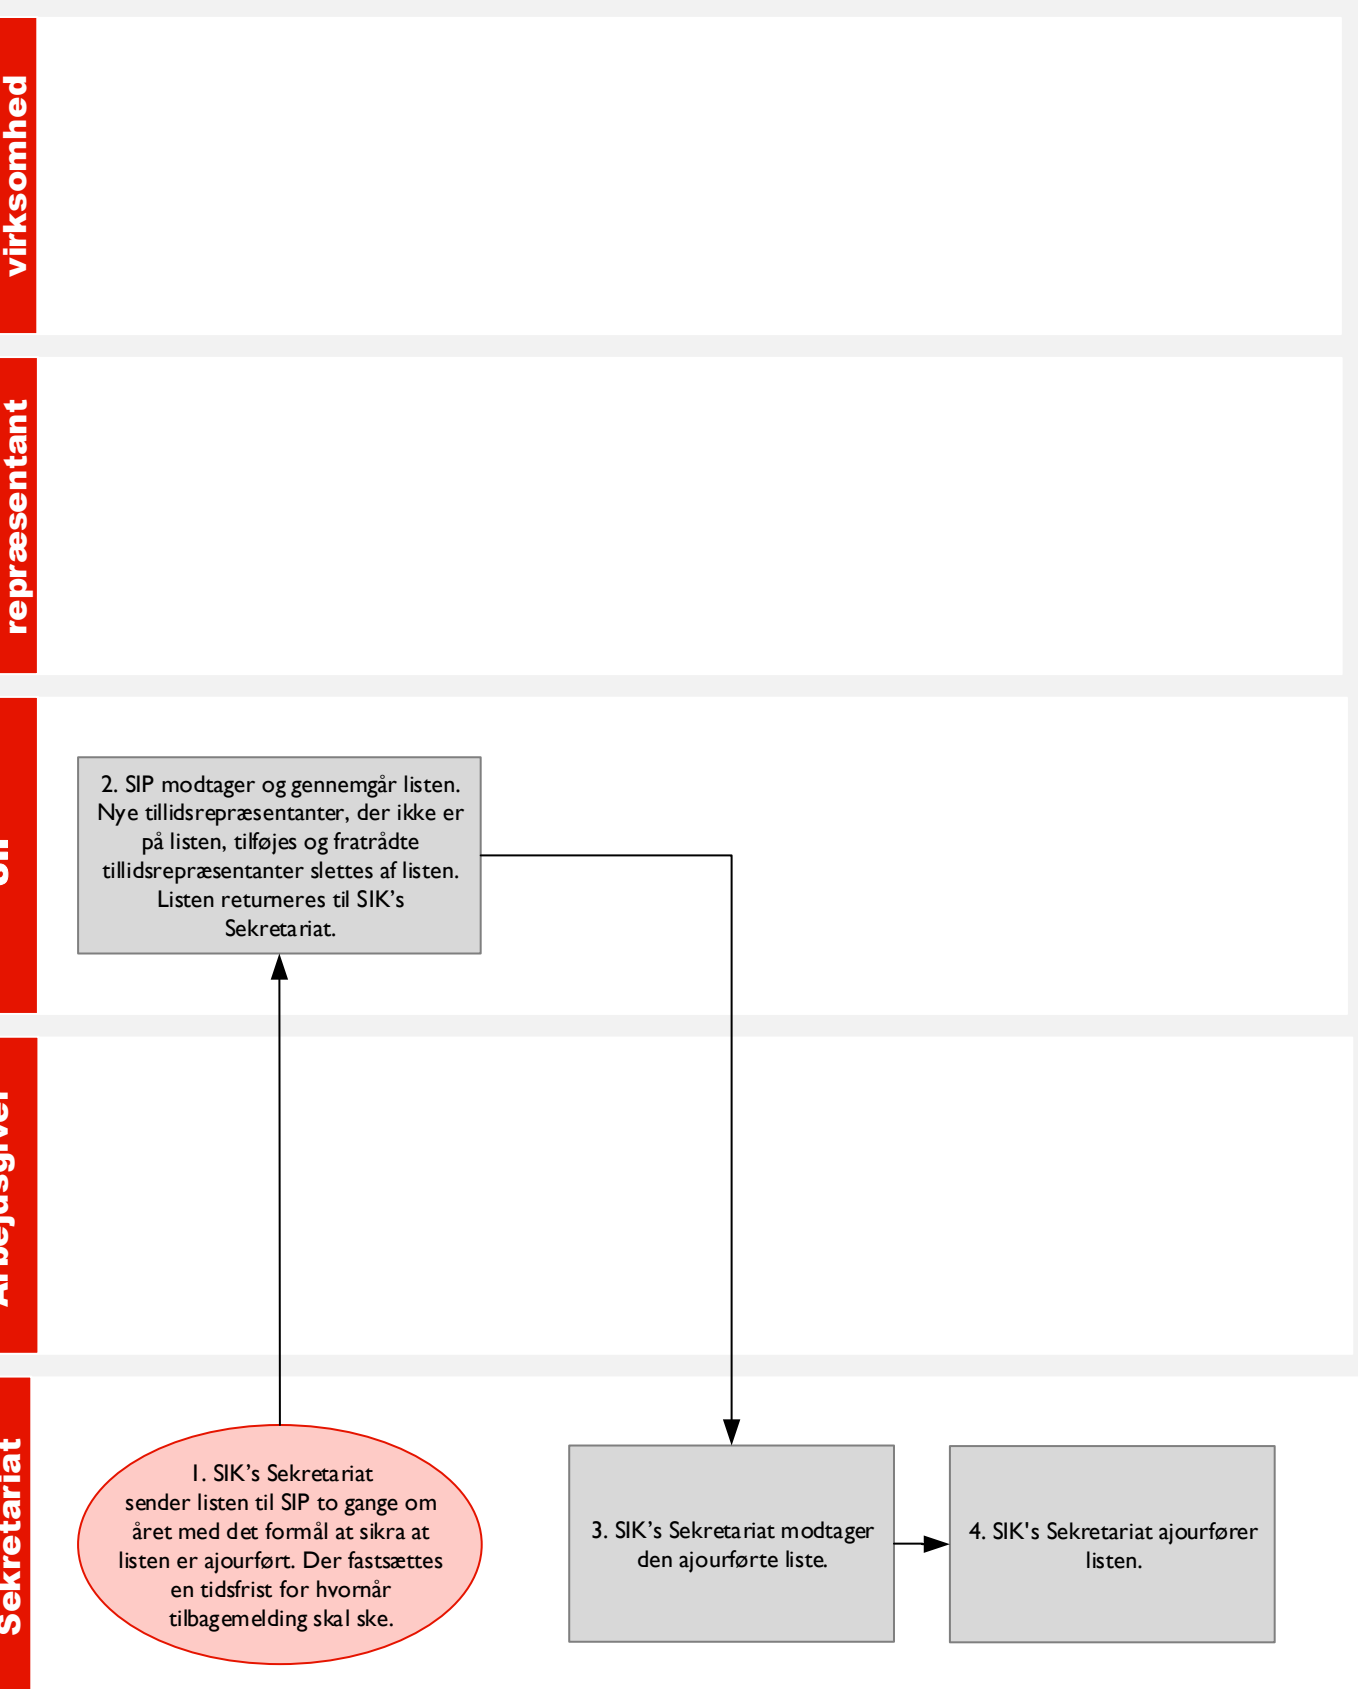 virksomhed
repræsentant
2. SIP modtager og gennemgår listen.
Nye tillidsrepræsentanter, der ikke er
på listen, tilføjes og fratrådte
tillidsrepræsentanter slettes af listen.
Listen returneres til SIK’s
Sekretariat.
Arbejdsgiver
Sekretariat
1. SIK’s Sekretariat
sender listen til SIP to gange om
året med det formål at sikra at
listen er ajourført. Der fastsættes
en tidsfrist for hvornår
tilbagemelding skal ske.
3. SIK’s Sekretariat modtager
den ajourførte liste.
4. SIK's Sekretariat ajourfører
listen.